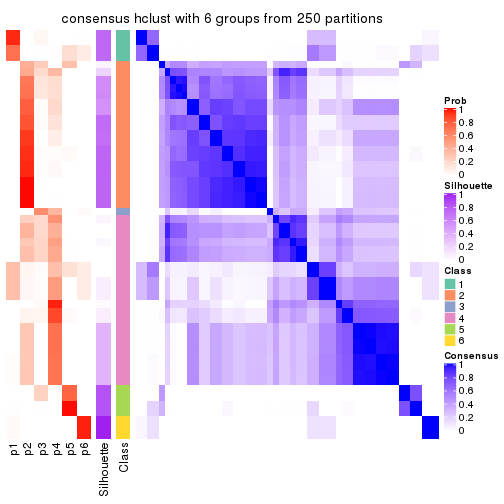 consensus hclust with 6 groups from 250 partitions
Prob
1
0.8
0.6
0.4
0.2
0
Silhouette
1
0.8
0.6
0.4
0.2
0
Class
1
2
3
4
5
6
Consensus
1
0.8
0.6
0.4
0.2
0
p1
p2
p3
p4
p5
p6
Silhouette
Class